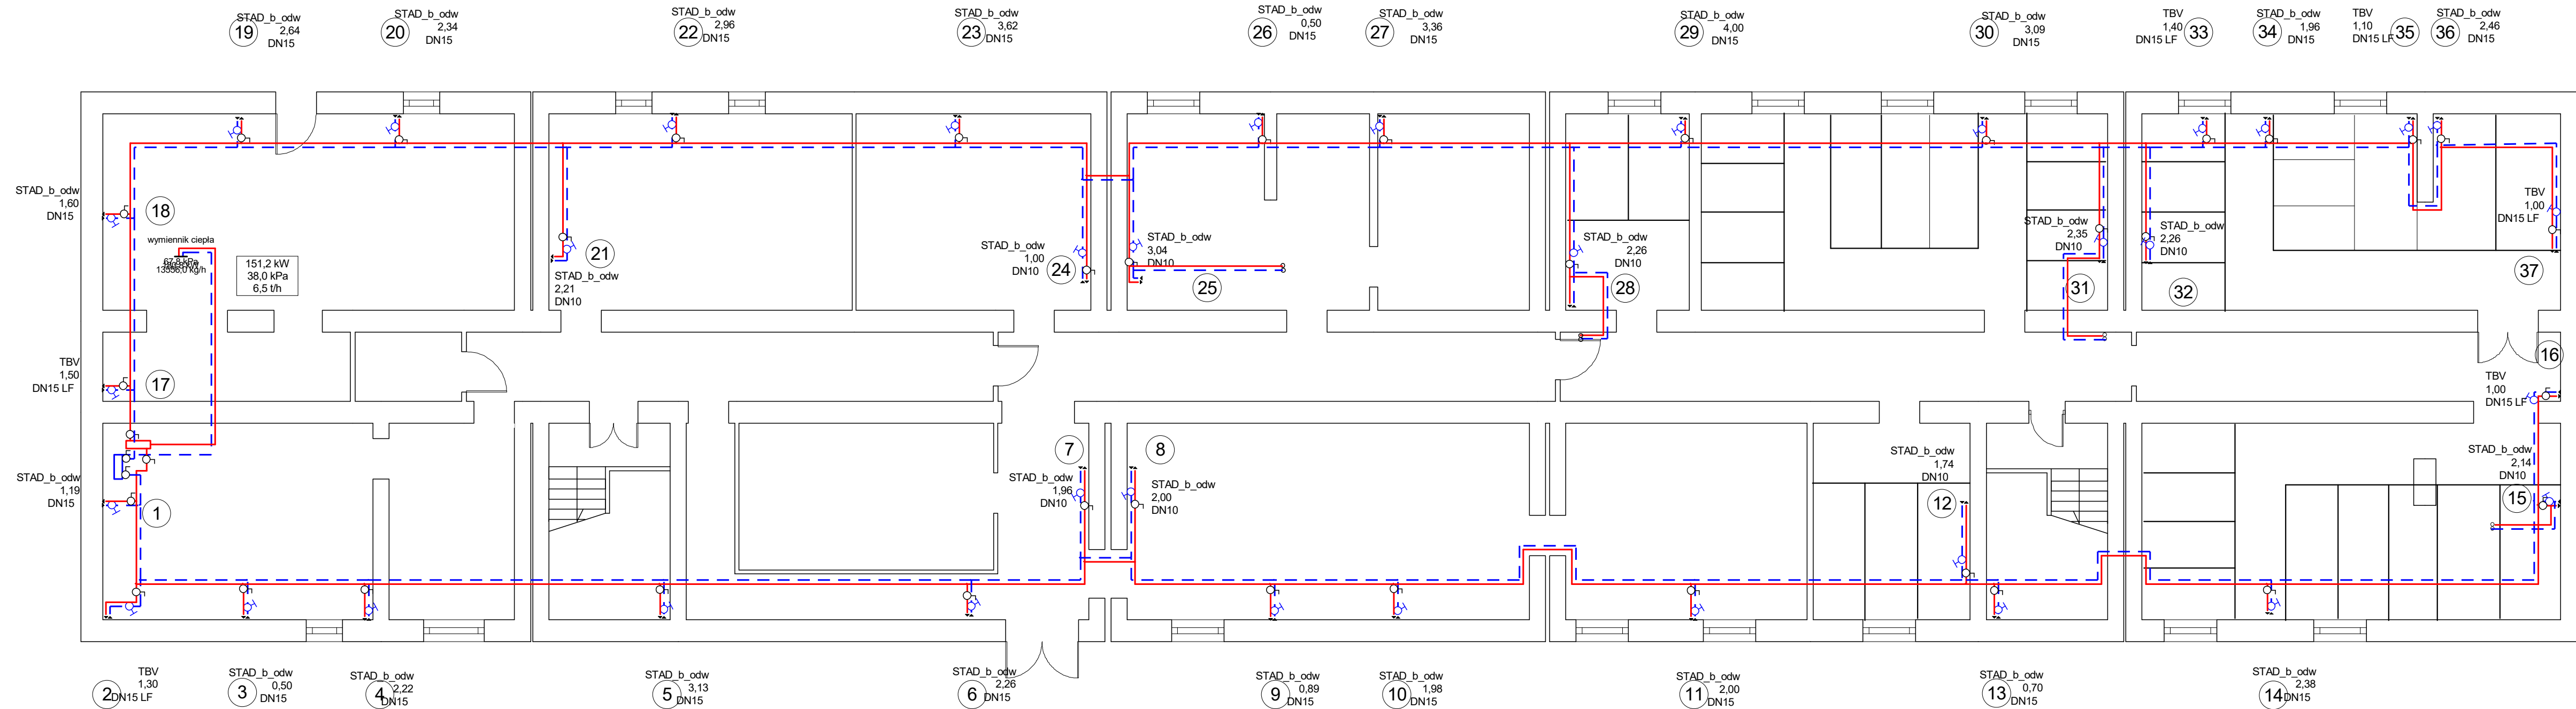 STAD_b_odw
2,64
DN15
19
STAD_b_odw
2,34
DN15
20
STAD_b_odw
2,96
DN15
22
STAD_b_odw
3,62
DN15
23
STAD_b_odw
0,50
DN15
26
STAD_b_odw
3,36
DN15
27
STAD_b_odw
4,00
DN15
29
STAD_b_odw
3,09
DN15
30
TBV
1,40
DN15 LF
33
STAD_b_odw
1,96
DN15
34
TBV
1,10
DN15 LF
35
STAD_b_odw
2,46
DN15
36
STAD_b_odw
1,60
DN15
18
wymiennik ciepła
13556,0 kg/h
151,2 kW
38,0 kPa
6,5 t/h
21
STAD_b_odw
2,21
DN10
STAD_b_odw
1,00
DN10
24
STAD_b_odw
3,04
DN10
25
STAD_b_odw
2,26
DN10
28
STAD_b_odw
2,35
DN10
31
STAD_b_odw
2,26
DN10
32
TBV
1,00
DN15 LF
37
TBV
1,50
DN15 LF
17
16
TBV
1,00
DN15 LF
STAD_b_odw
1,19
DN15
1
7
STAD_b_odw
1,96
DN10
8
STAD_b_odw
2,00
DN10
STAD_b_odw
1,74
DN10
12
STAD_b_odw
2,14
DN10
15
TBV
1,30
DN15 LF
2
STAD_b_odw
0,50
DN15
3
STAD_b_odw
2,22
DN15
4
STAD_b_odw
3,13
DN15
5
STAD_b_odw
2,26
DN15
6
STAD_b_odw
0,89
DN15
9
STAD_b_odw
1,98
DN15
10
STAD_b_odw
2,00
DN15
11
STAD_b_odw
0,70
DN15
13
STAD_b_odw
2,38
DN15
14